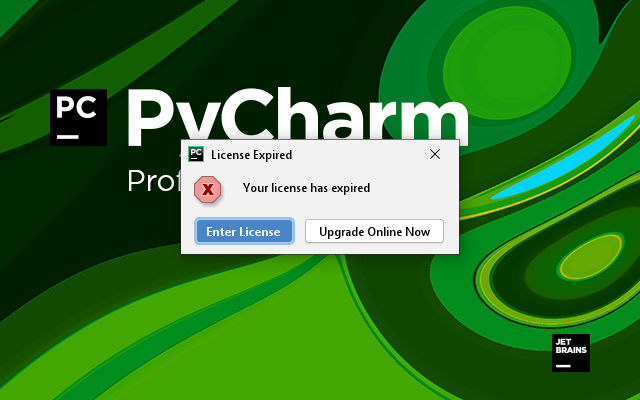 PC
PyCharm
PC License Expired
Prof
X
Your license has expired
Enter License
Upgrade Online Now
JET
BRAINS